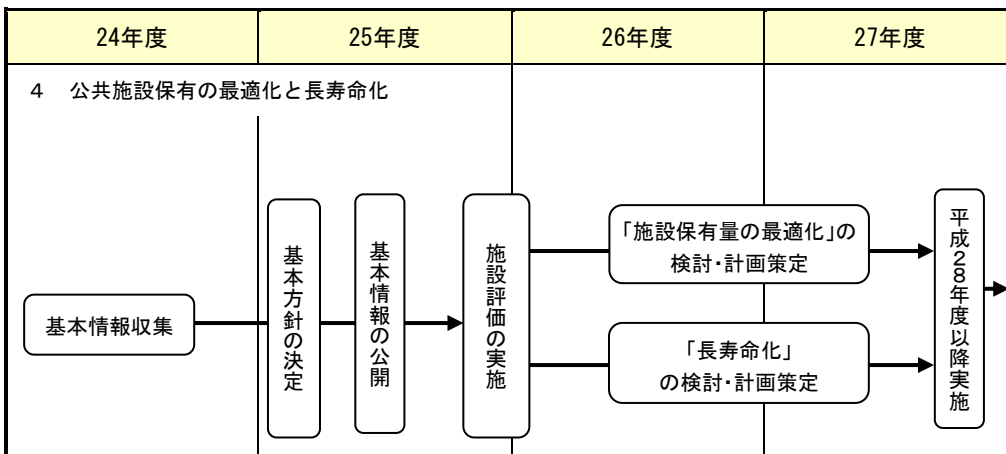 24年度
25年度
26年度
27年度
４　公共施設保有の最適化と長寿命化
基本情報収集
基本方針の決定
基本情報の公開
施設評価の実施
「施設保有量の最適化」の
検討・計画策定
「長寿命化」
の検討・計画策定
平成２８年度以降実施